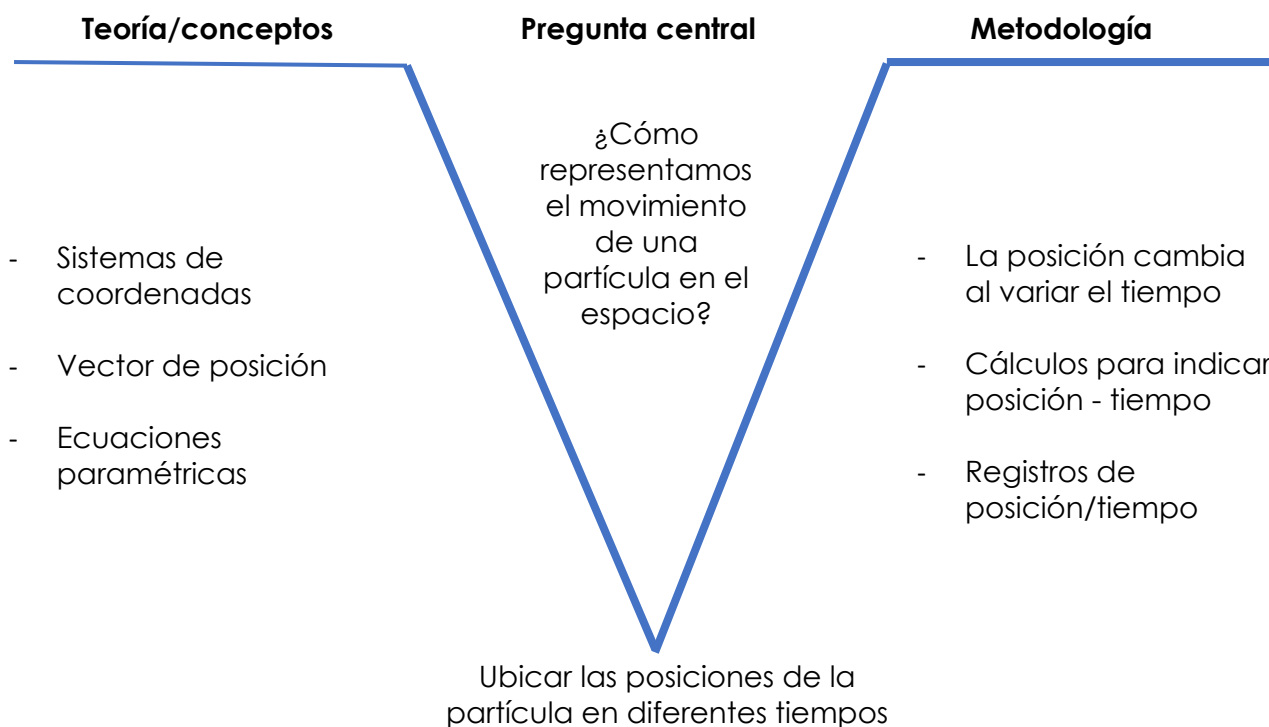 Teoría/conceptos
Pregunta central
Metodología
¿Cómo
representamos
el movimiento
de una
partícula en el
espacio?
- Sistemas de
coordenadas
- Vector de posición
- Ecuaciones
paramétricas
- La posición cambia
al variar el tiempo
- Cálculos para indicar
posición - tiempo
- Registros de
posición/tiempo
Ubicar las posiciones de la
partícula en diferentes tiempos